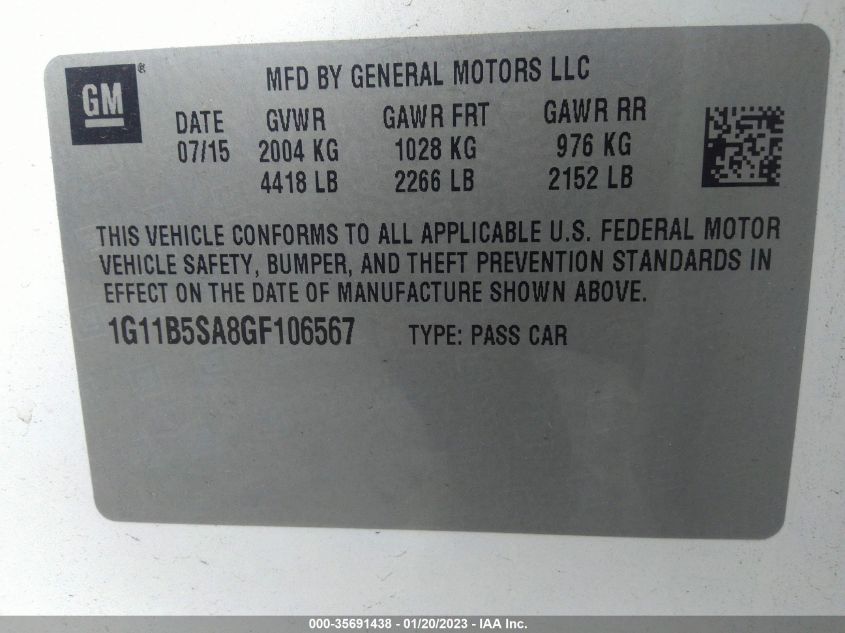 GM
®
MFD BY GENERAL MOTORS LLC
DATE GVWR GAWR FRT GAWR RR
07/15 2004 KG 1028 KG 976 KG
4418 LB 2266 LB 2152 LB
THIS VEHICLE CONFORMS TO ALL APPLICABLE U.S. FEDERAL MOTOR
VEHICLE SAFETY, BUMPER, AND THEFT PREVENTION STANDARDS IN
EFFECT ON THE DATE OF MANUFACTURE SHOWN ABOVE.
1G11B5SA8GF106567 TYPE: PASS CAR
000-35691438 - 01/20/2023 - IAA Inc.